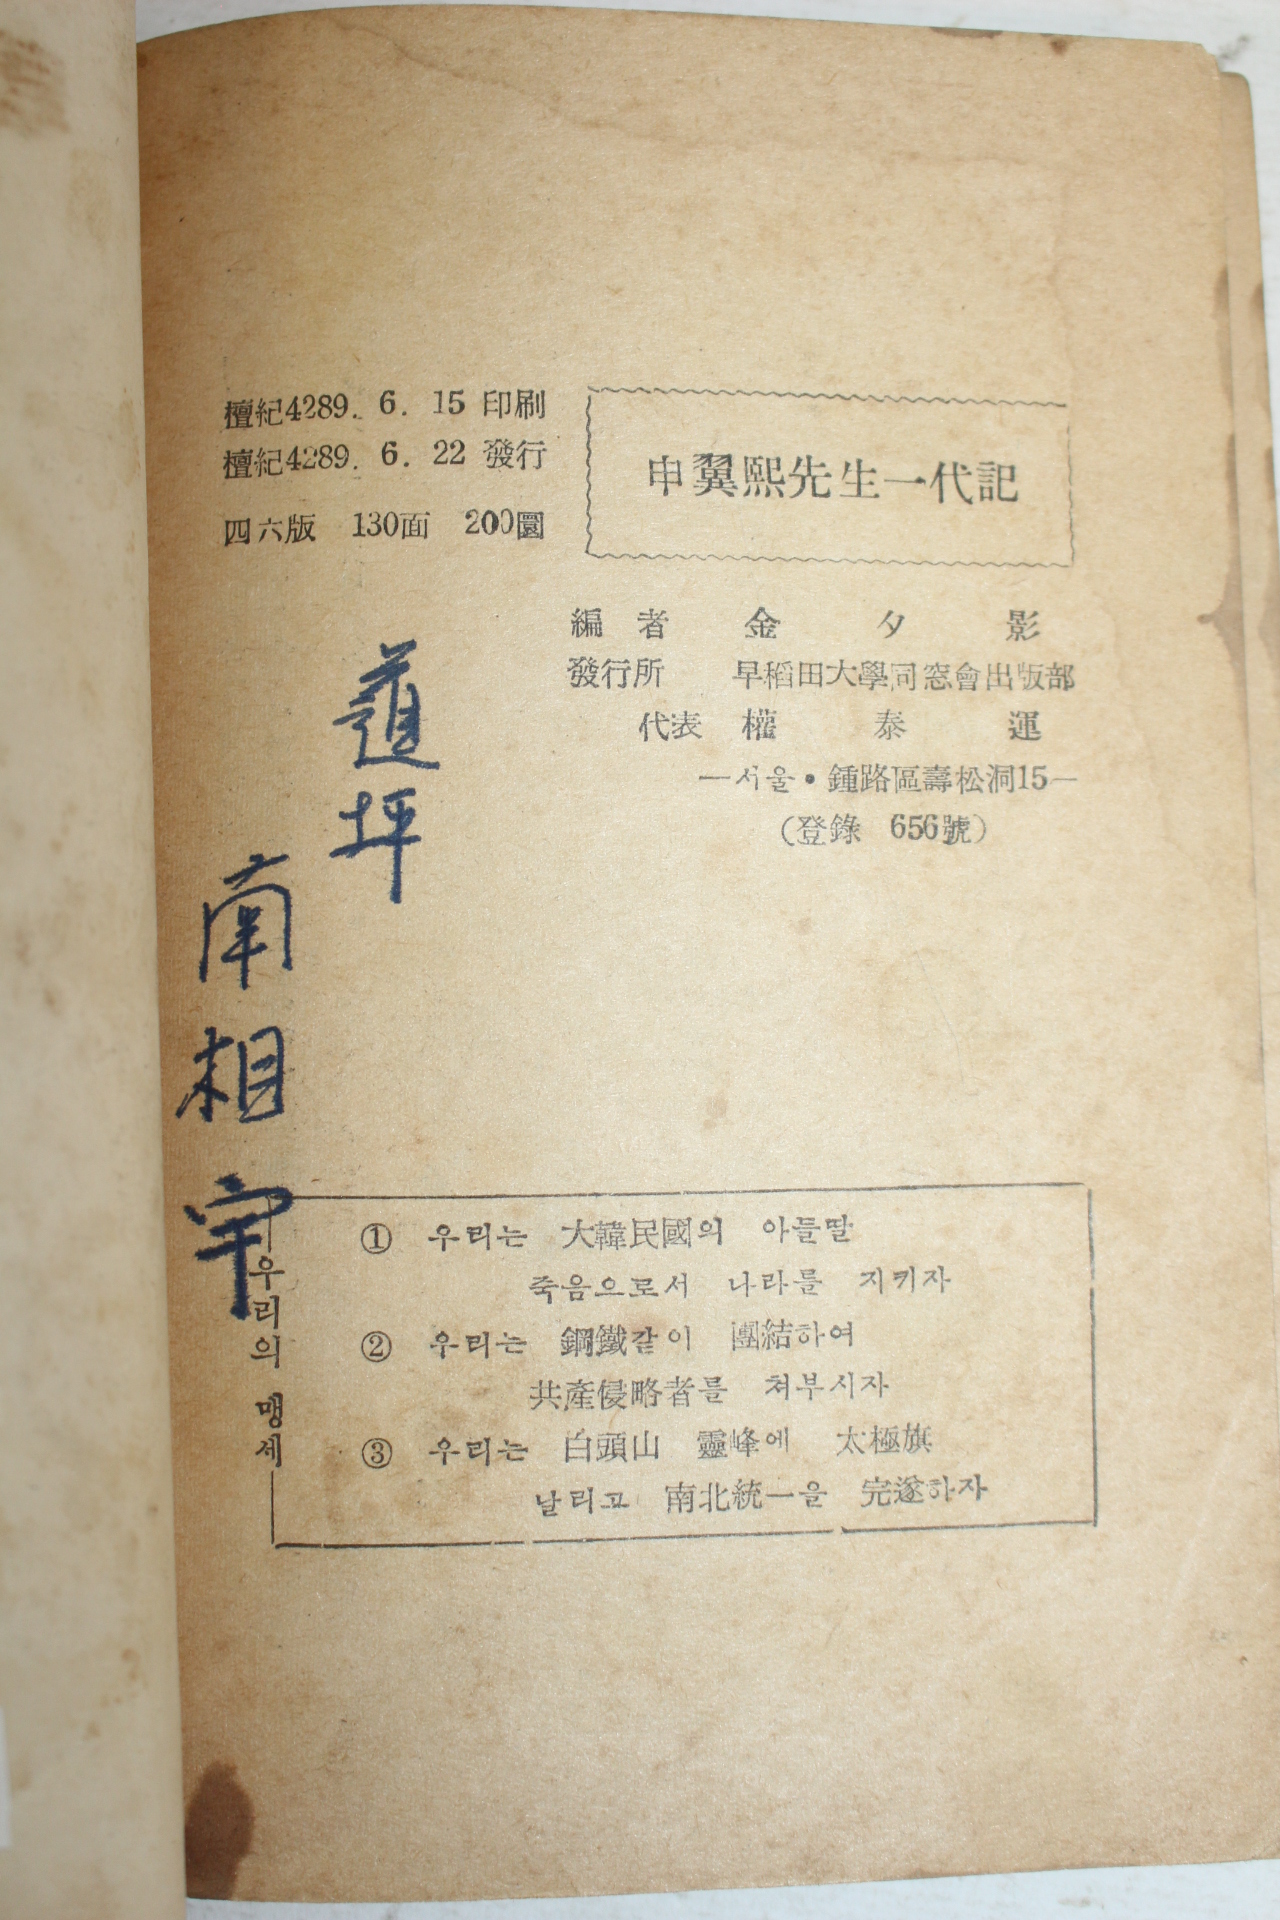 檀紀4289. 6. 15 印刷
檀紀4289. 6. 22 發行
四六版 130面 200圜
申翼熙先生一代記
編者 金夕影
發行所 早稻田大學同窓會出版部
代表 權泰運
—서울·鍾路區壽松洞15—
(登錄 656號)
坪
南相宇
우리의 맹세
① 우리는 大韓民國의 아들딸
죽음으로서 나라를 지키자
② 우리는 鋼鐵같이 團結하여
共產侵略者를 쳐부시자
③ 우리는 白頭山 靈峰에 太極旗
날리고 南北統一을 完遂하자